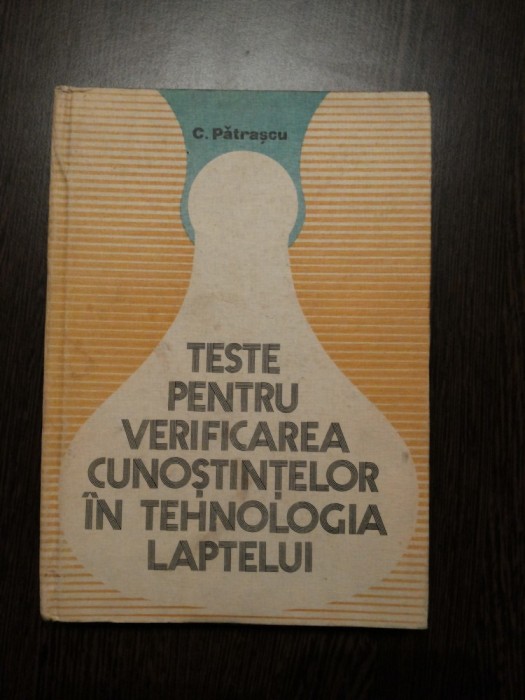 C. Pătrașcu
TESTE
PENTRU
VERIFICAREA
CUNOȘTINȚELOR
ÎN TEHNOLOGIA
LAPTELUI